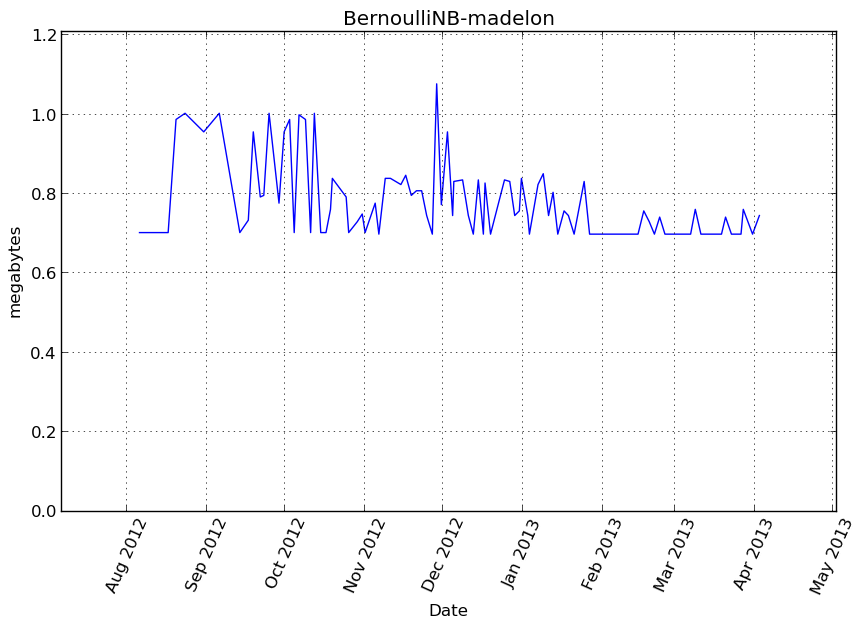 BernoulliNB-madelon
1.2
1.0
0.8
0.6
0.4
0.2
0.0
megabytes
Aug 2012
Sep 2012
Oct 2012
Nov 2012
Dec 2012
Jan 2013
Feb 2013
Mar 2013
Apr 2013
May 2013
Date